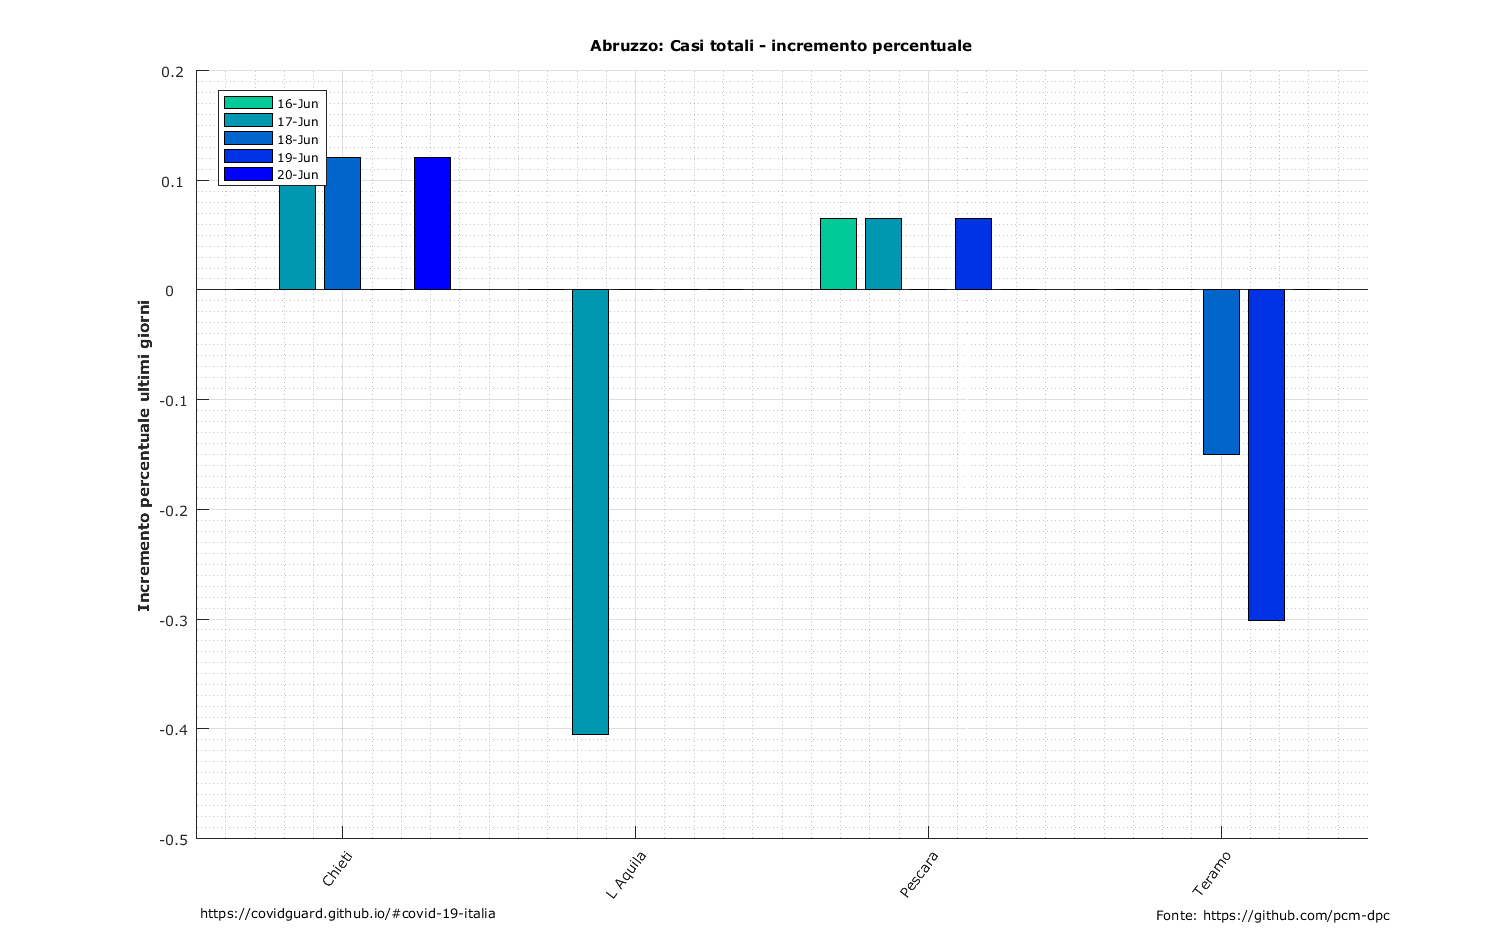 Abruzzo: Casi totali - incremento percentuale
0.2
0.1
0
-0.1
-0.2
-0.3
-0.4
-0.5
Incremento percentuale ultimi giorni
16-Jun
17-Jun
18-Jun
19-Jun
20-Jun
Chieti
L Aquila
Pescara
Teramo
https://covidguard.github.io/#covid-19-italia
Fonte: https://github.com/pcm-dpc